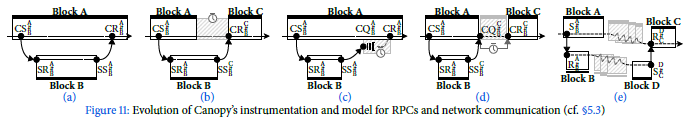 Block A
Block A
Block C
Block A
Block A
Block C
Block A
Block C
CS A B
CR A B
CS A B
CR A C
CS A B
CQ A B
CR A B
CS A B
CQ A B
CR A C
S A B
R D C
SR A B
SS A B
SR A B
SS C B
SR A B
SS A B
SR A B
SS C B
R A B
S D C
Block B
Block B
Block B
Block B
Block B
Block D
(a)
(b)
(c)
(d)
(e)
Figure 11: Evolution of Canopy's instrumentation and model for RPCs and network communication (cf. §5.3)